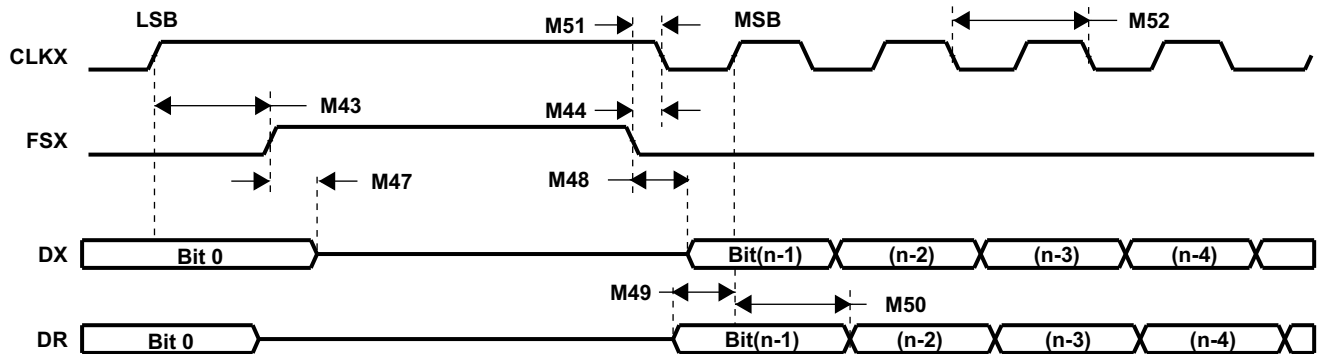 LSB
M51
MSB
M52
CLKX
M43
M44
FSX
M47
M48
DX
Bit 0
Bit(n-1)
(n-2)
(n-3)
(n-4)
M49
M50
DR
Bit 0
Bit(n-1)
(n-2)
(n-3)
(n-4)